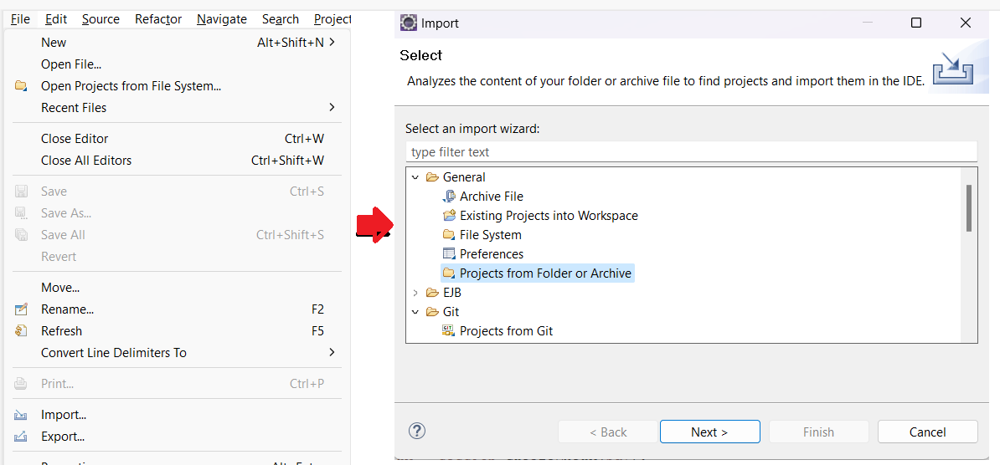 File Edit Source Refactor Navigate Search Project
New Alt+Shift+N
Open File...
Open Projects from File System...
Recent Files
Close Editor Ctrl+W
Close All Editors Ctrl+Shift+W
Save Ctrl+S
Save As...
Save All Ctrl+Shift+S
Revert
Move...
Rename... F2
Refresh F5
Convert Line Delimiters To
Print... Ctrl+P
Import...
Export...
Import
Select
Analyzes the content of your folder or archive file to find projects and import them in the IDE.
Select an import wizard:
type filter text
General
Archive File
Existing Projects into Workspace
File System
Preferences
Projects from Folder or Archive
EJB
Git
GIT
Projects from Git
? < Back Next > Finish Cancel